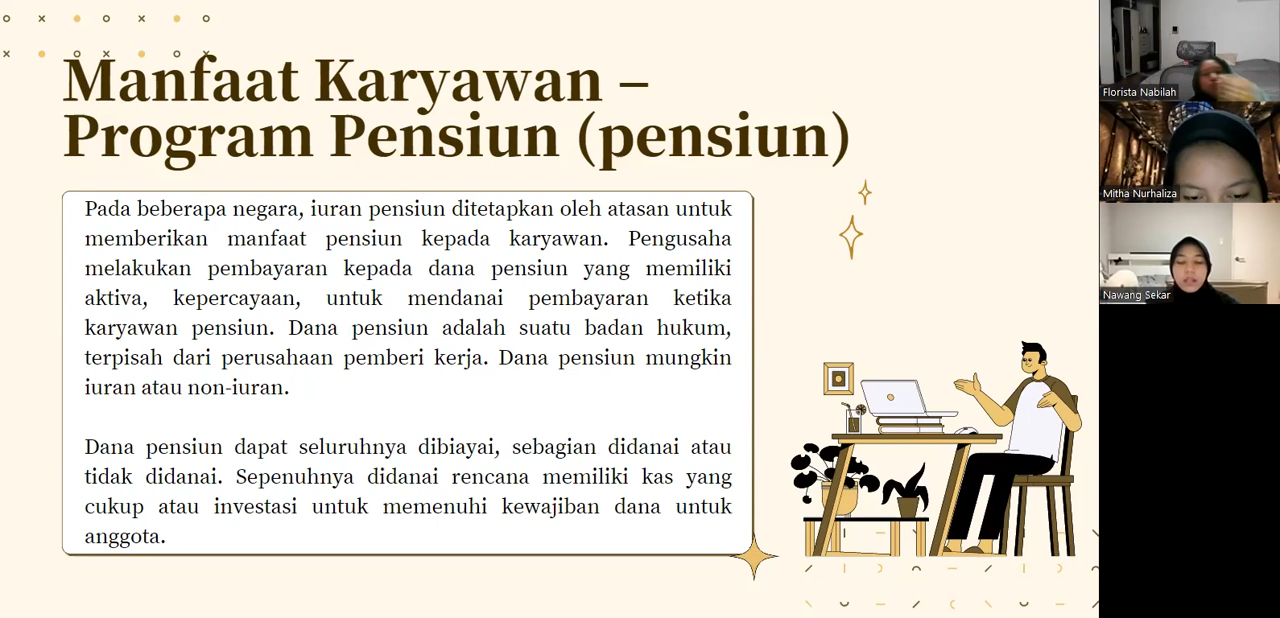 Manfaat Karyawan –
Program Pensiun (pensiun)
Pada beberapa negara, iuran pensiun ditetapkan oleh atasan untuk
memberikan manfaat pensiun kepada karyawan. Pengusaha
melakukan pembayaran kepada dana pensiun yang memiliki
aktiva, kepercayaan, untuk mendanai pembayaran ketika
karyawan pensiun. Dana pensiun adalah suatu badan hukum,
terpisah dari perusahaan pemberi kerja. Dana pensiun mungkin
iuran atau non-iuran.
Dana pensiun dapat seluruhnya dibiayai, sebagian didanai atau
tidak didanai. Sepenuhnya didanai rencana memiliki kas yang
cukup atau investasi untuk memenuhi kewajiban dana untuk
anggota.
Florista Nabilah
Mitha Nurhaliza
Nawang Sekar